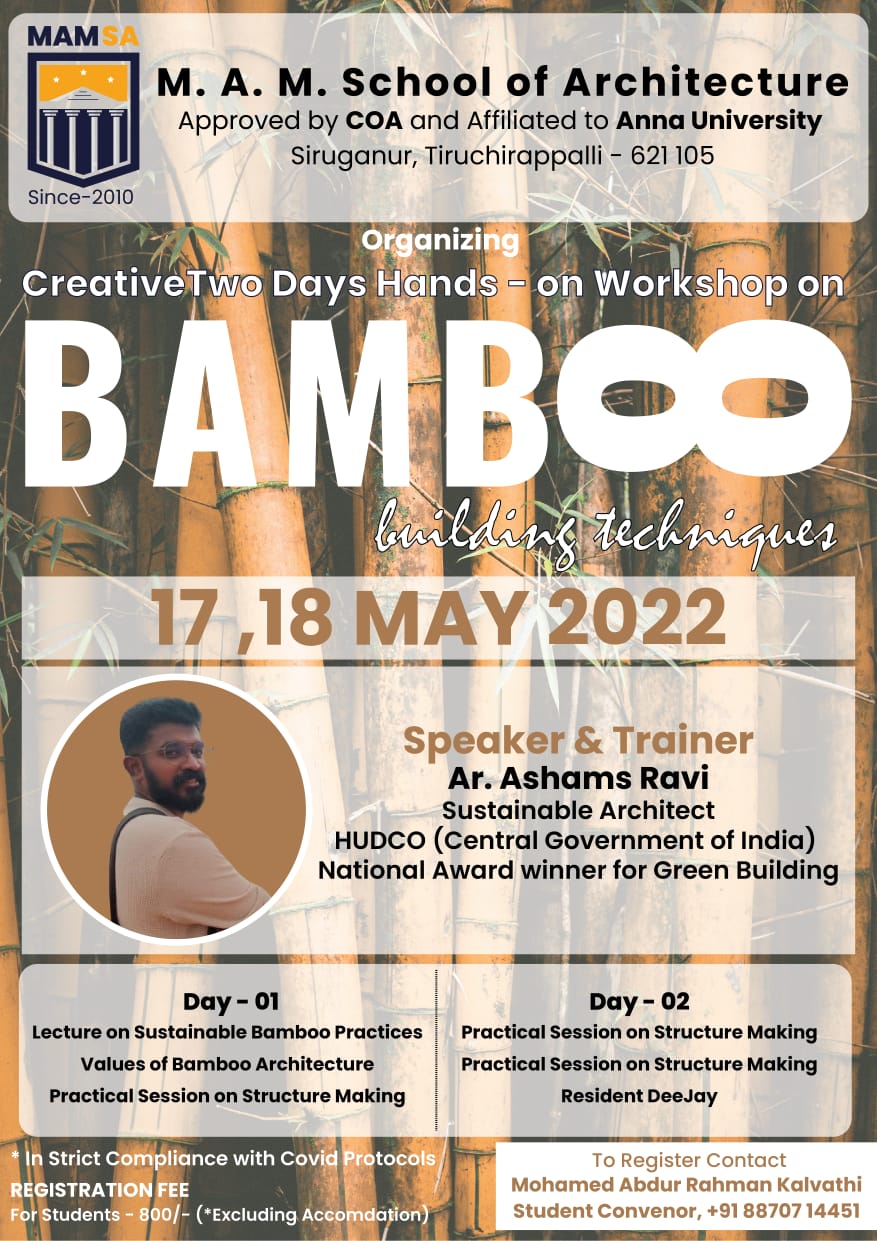 MAMSA
Since-2010
M. A. M. School of Architecture
Approved by COA and Affiliated to Anna University
Siruganur, Tiruchirappalli - 621 105
Organizing
CreativeTwo Days Hands - on Workshop on
BAMBOO
building techniques
17 ,18 MAY 2022
Speaker & Trainer
Ar. Ashams Ravi
Sustainable Architect
HUDCO (Central Government of India)
National Award winner for Green Building
Day - 01
Lecture on Sustainable Bamboo Practices
Values of Bamboo Architecture
Practical Session on Structure Making
Day - 02
Practical Session on Structure Making
Practical Session on Structure Making
Resident DeeJay
* In Strict Compliance with Covid Protocols
REGISTRATION FEE
For Students - 800/- (*Excluding Accomdation)
To Register Contact
Mohamed Abdur Rahman Kalvathi
Student Convenor, +91 88707 14451